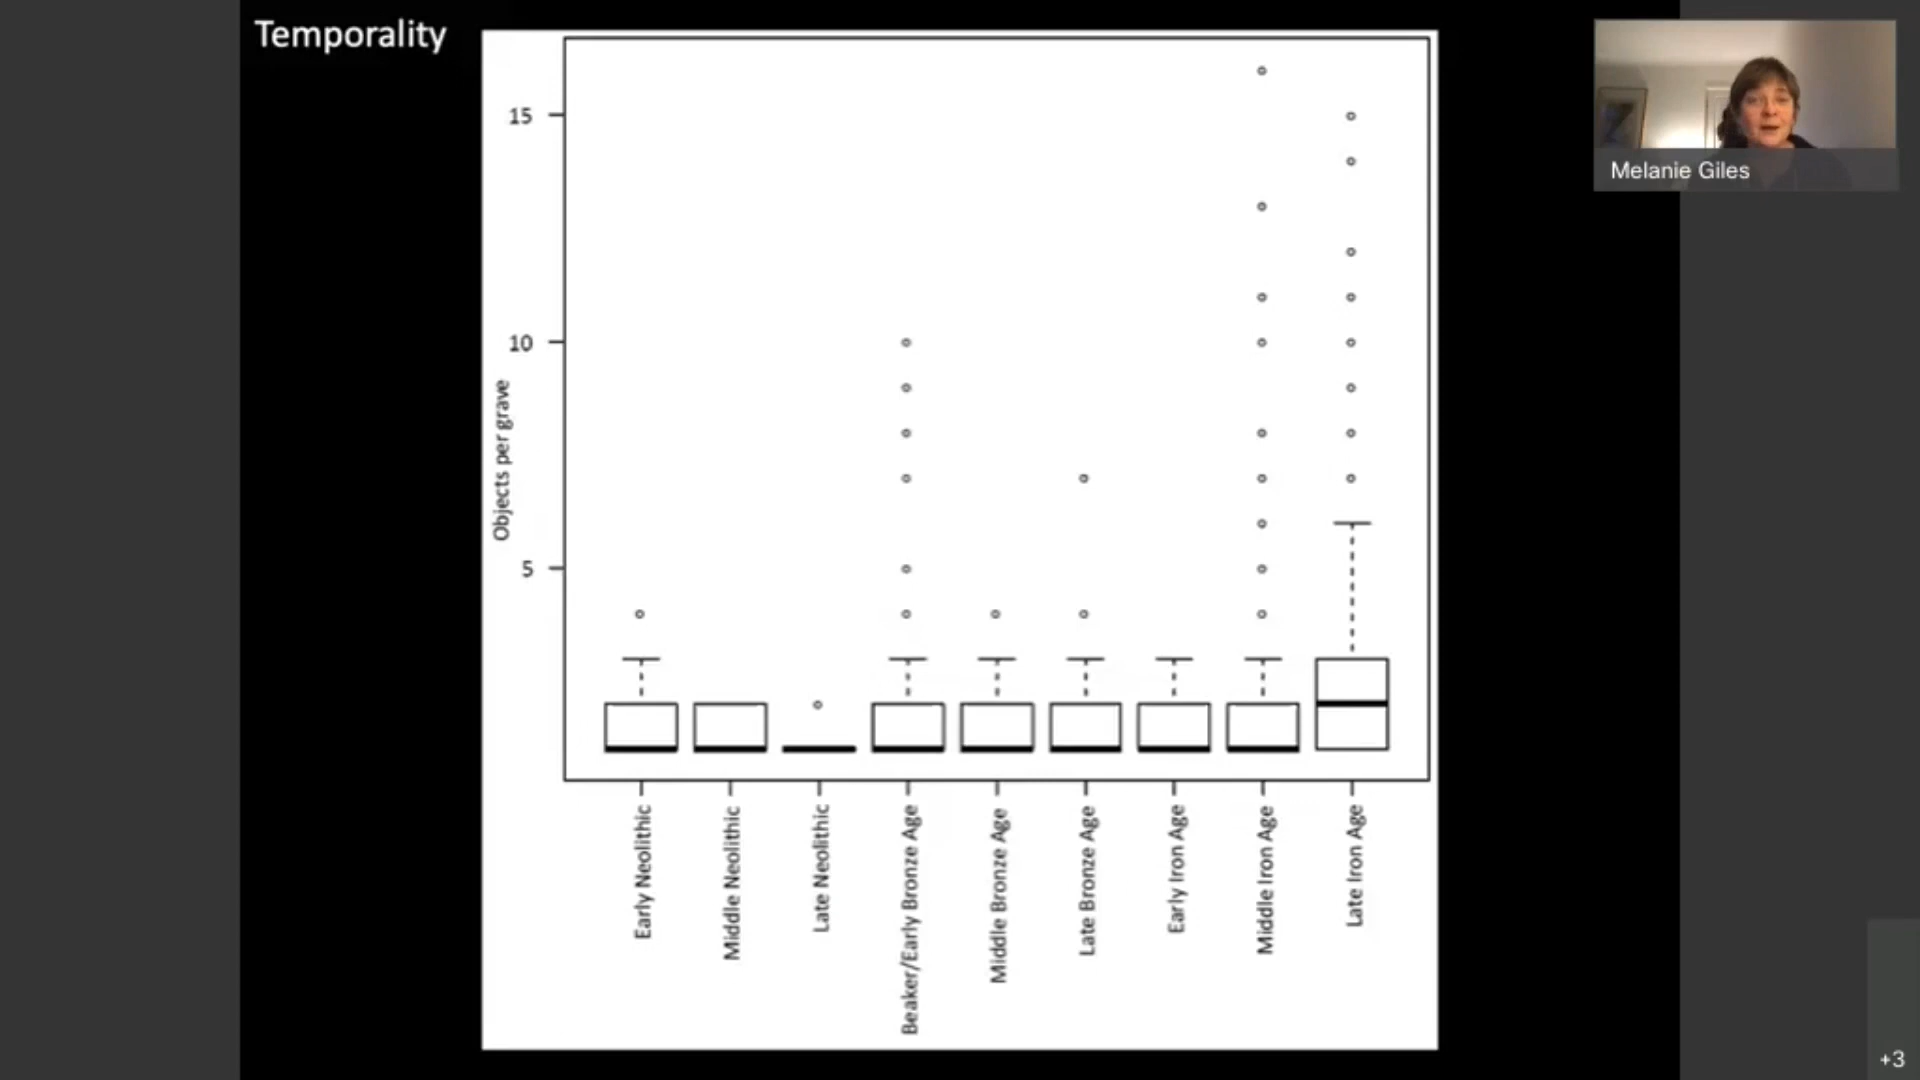 Temporality
Melanie Giles
15
10
5
Objects per grave
Early Neolithic
Middle Neolithic
Late Neolithic
Beaker/Early Bronze Age
Middle Bronze Age
Late Bronze Age
Early Iron Age
Middle Iron Age
Late Iron Age
+3